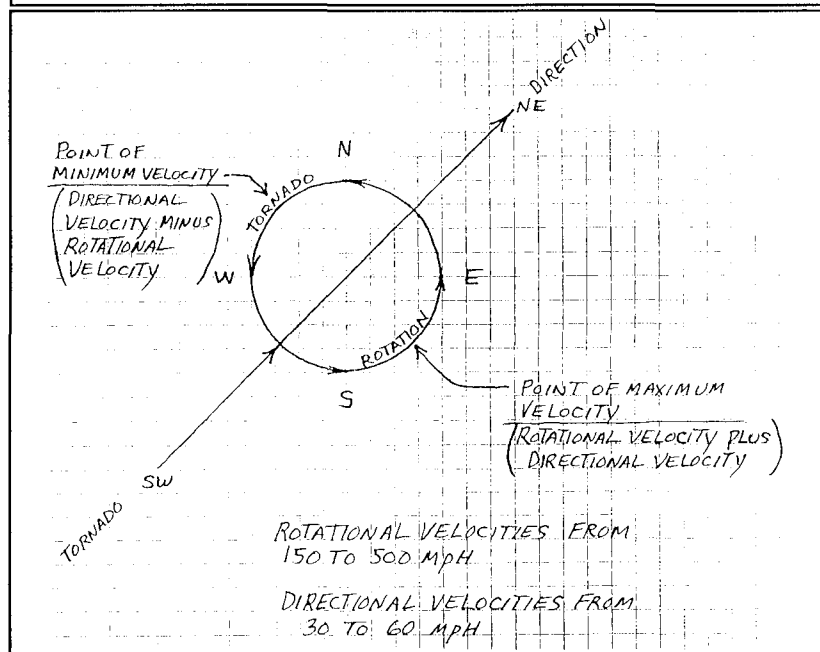 DIRECTION
NE
N
POINT OF
MINIMUM VELOCITY
(DIRECTIONAL
VELOCITY MINUS
ROTATIONAL
VELOCITY)
TORNADO
W
E
ROTATION
S
POINT OF MAXIMUM
VELOCITY
(ROTATIONAL VELOCITY PLUS
DIRECTIONAL VELOCITY)
SW
TORNADO
ROTATIONAL VELOCITIES FROM
150 TO 500 MPH
DIRECTIONAL VELOCITIES FROM
30 TO 60 MPH